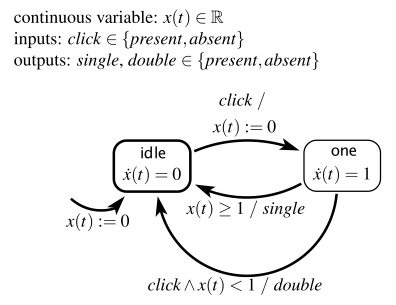 continuous variable: x(t) ∈ ℝ
inputs: click ∈ {present, absent}
outputs: single, double ∈ {present, absent}
click /
x(t) := 0
idle
ẋ(t) = 0
one
ẋ(t) = 1
x(t) := 0
x(t) ≥ 1 / single
click ∧ x(t) < 1 / double